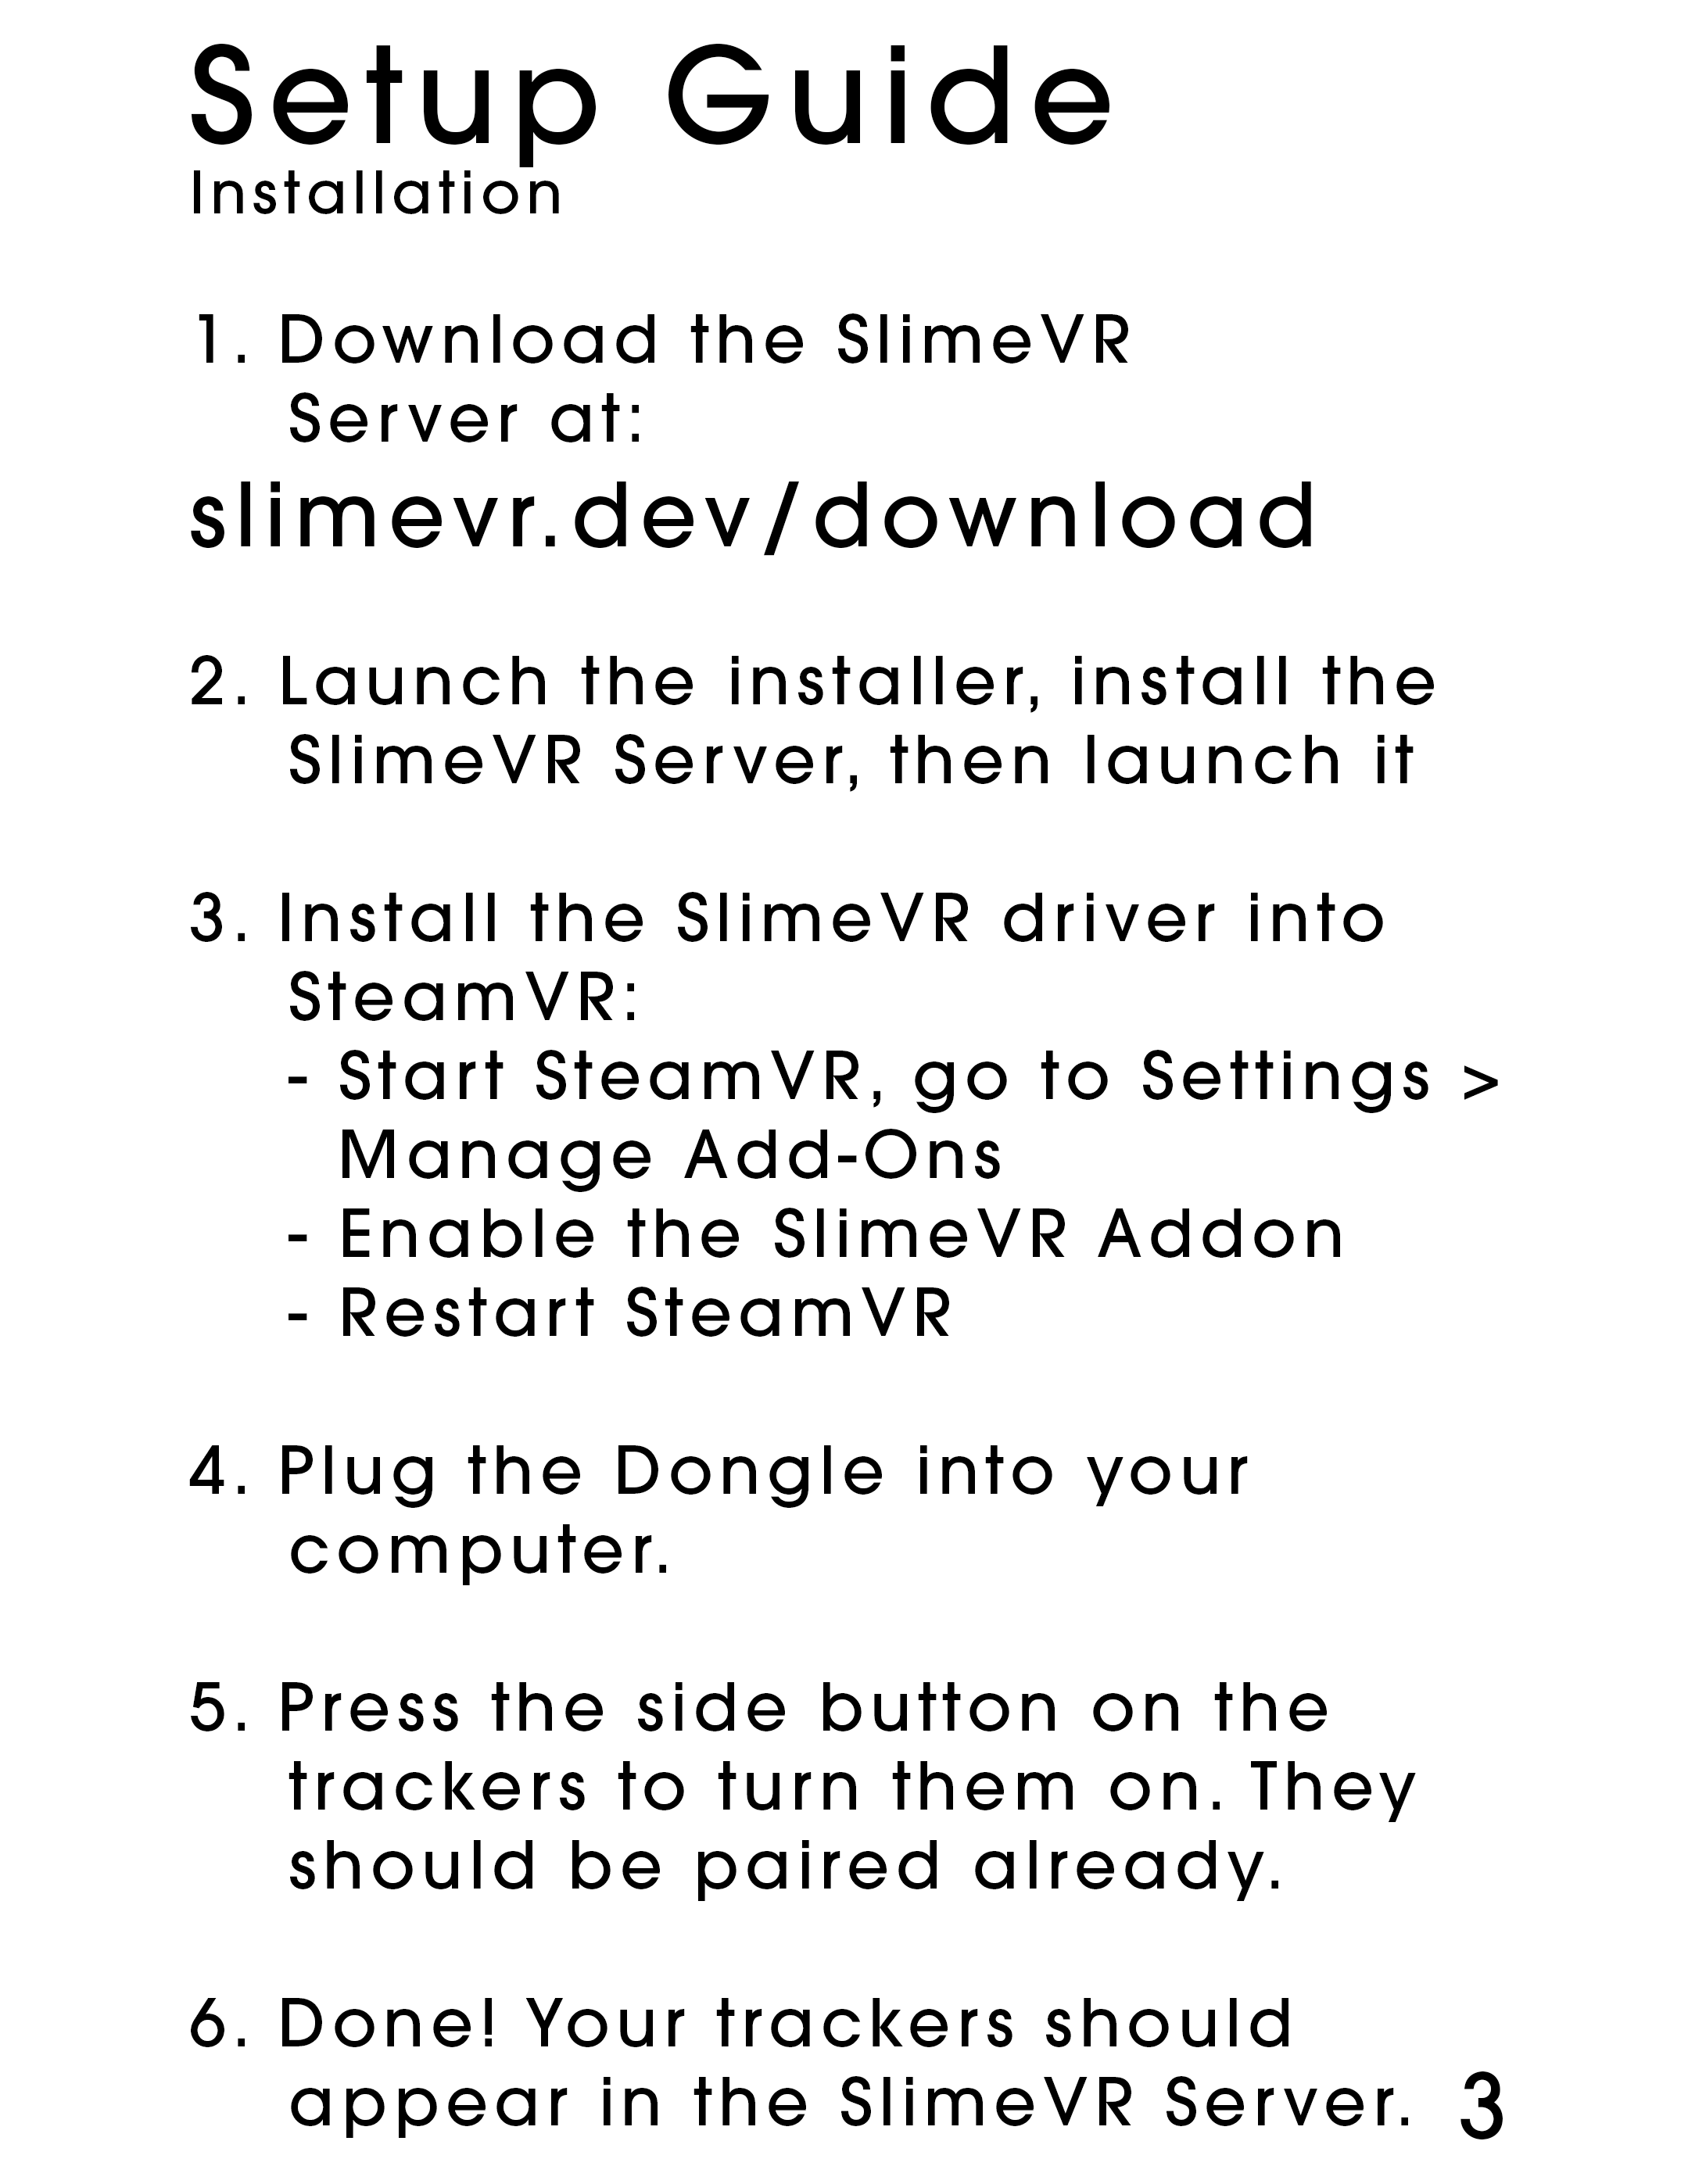 Setup Guide
Installation
1. Download the SlimeVR
Server at:
slimevr.dev/download
2. Launch the installer, install the
SlimeVR Server, then launch it
3. Install the SlimeVR driver into
SteamVR:
- Start SteamVR, go to Settings >
Manage Add-Ons
- Enable the SlimeVR Addon
- Restart SteamVR
4. Plug the Dongle into your
computer.
5. Press the side button on the
trackers to turn them on. They
should be paired already.
6. Done! Your trackers should
appear in the SlimeVR Server.
3